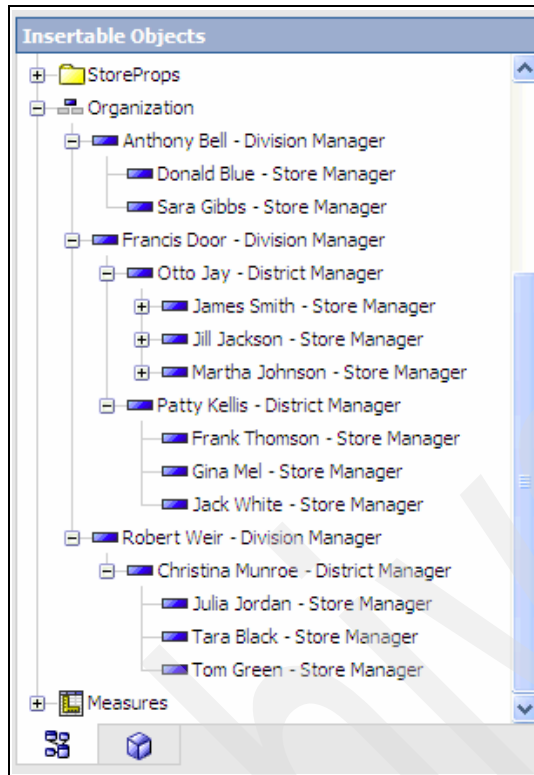 Insertable Objects
StoreProps
Organization
Anthony Bell - Division Manager
Donald Blue - Store Manager
Sara Gibbs - Store Manager
Francis Door - Division Manager
Otto Jay - District Manager
James Smith - Store Manager
Jill Jackson - Store Manager
Martha Johnson - Store Manager
Patty Kellis - District Manager
Frank Thomson - Store Manager
Gina Mel - Store Manager
Jack White - Store Manager
Robert Weir - Division Manager
Christina Munroe - District Manager
Julia Jordan - Store Manager
Tara Black - Store Manager
Tom Green - Store Manager
Measures